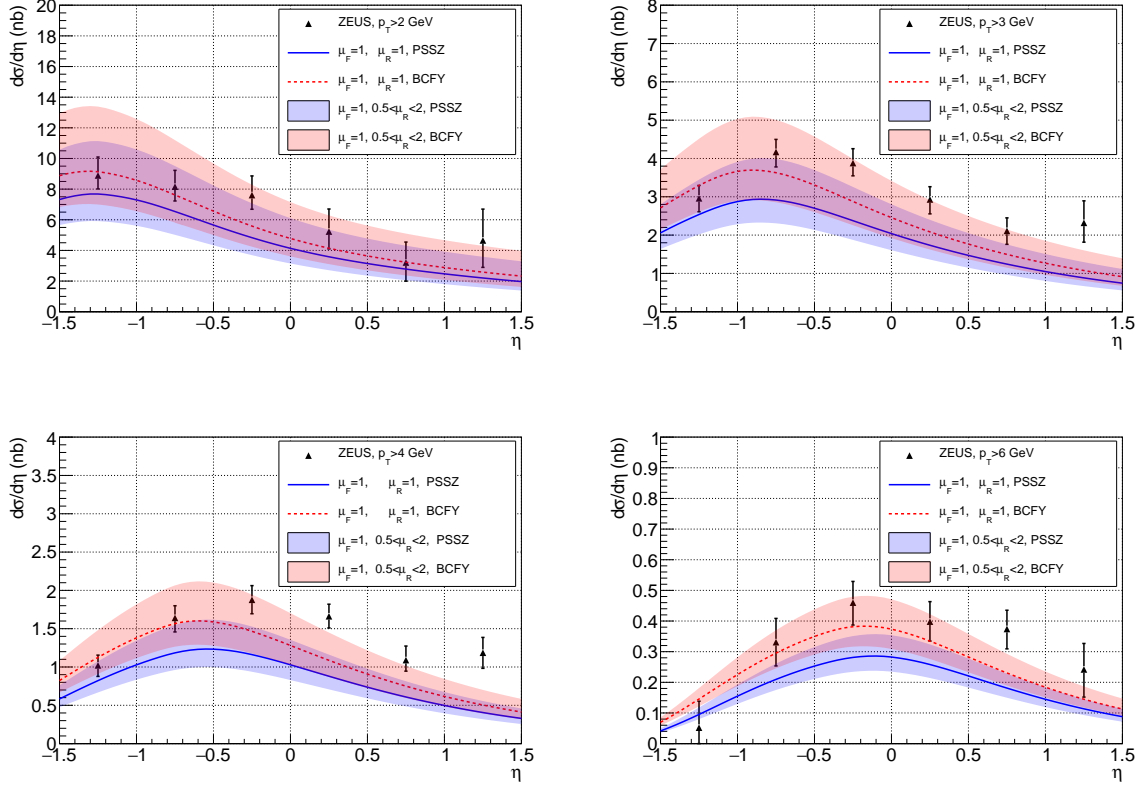 dσ/dη (nb)
20
18
16
14
12
10
8
6
4
2
0
ZEUS, p_T>2 GeV
μ_F=1, μ_R=1, PSSZ
μ_F=1, μ_R=1, BCFY
μ_F=1, 0.5<μ_R<2, PSSZ
μ_F=1, 0.5<μ_R<2, BCFY
−1.5 −1 −0.5 0 0.5 1 1.5
η
dσ/dη (nb)
8
7
6
5
4
3
2
1
0
ZEUS, p_T>3 GeV
μ_F=1, μ_R=1, PSSZ
μ_F=1, μ_R=1, BCFY
μ_F=1, 0.5<μ_R<2, PSSZ
μ_F=1, 0.5<μ_R<2, BCFY
−1.5 −1 −0.5 0 0.5 1 1.5
η
dσ/dη (nb)
4
3.5
3
2.5
2
1.5
1
0.5
0
ZEUS, p_T>4 GeV
μ_F=1, μ_R=1, PSSZ
μ_F=1, μ_R=1, BCFY
μ_F=1, 0.5<μ_R<2, PSSZ
μ_F=1, 0.5<μ_R<2, BCFY
−1.5 −1 −0.5 0 0.5 1 1.5
η
dσ/dη (nb)
1
0.9
0.8
0.7
0.6
0.5
0.4
0.3
0.2
0.1
0
ZEUS, p_T>6 GeV
μ_F=1, μ_R=1, PSSZ
μ_F=1, μ_R=1, BCFY
μ_F=1, 0.5<μ_R<2, PSSZ
μ_F=1, 0.5<μ_R<2, BCFY
−1.5 −1 −0.5 0 0.5 1 1.5
η